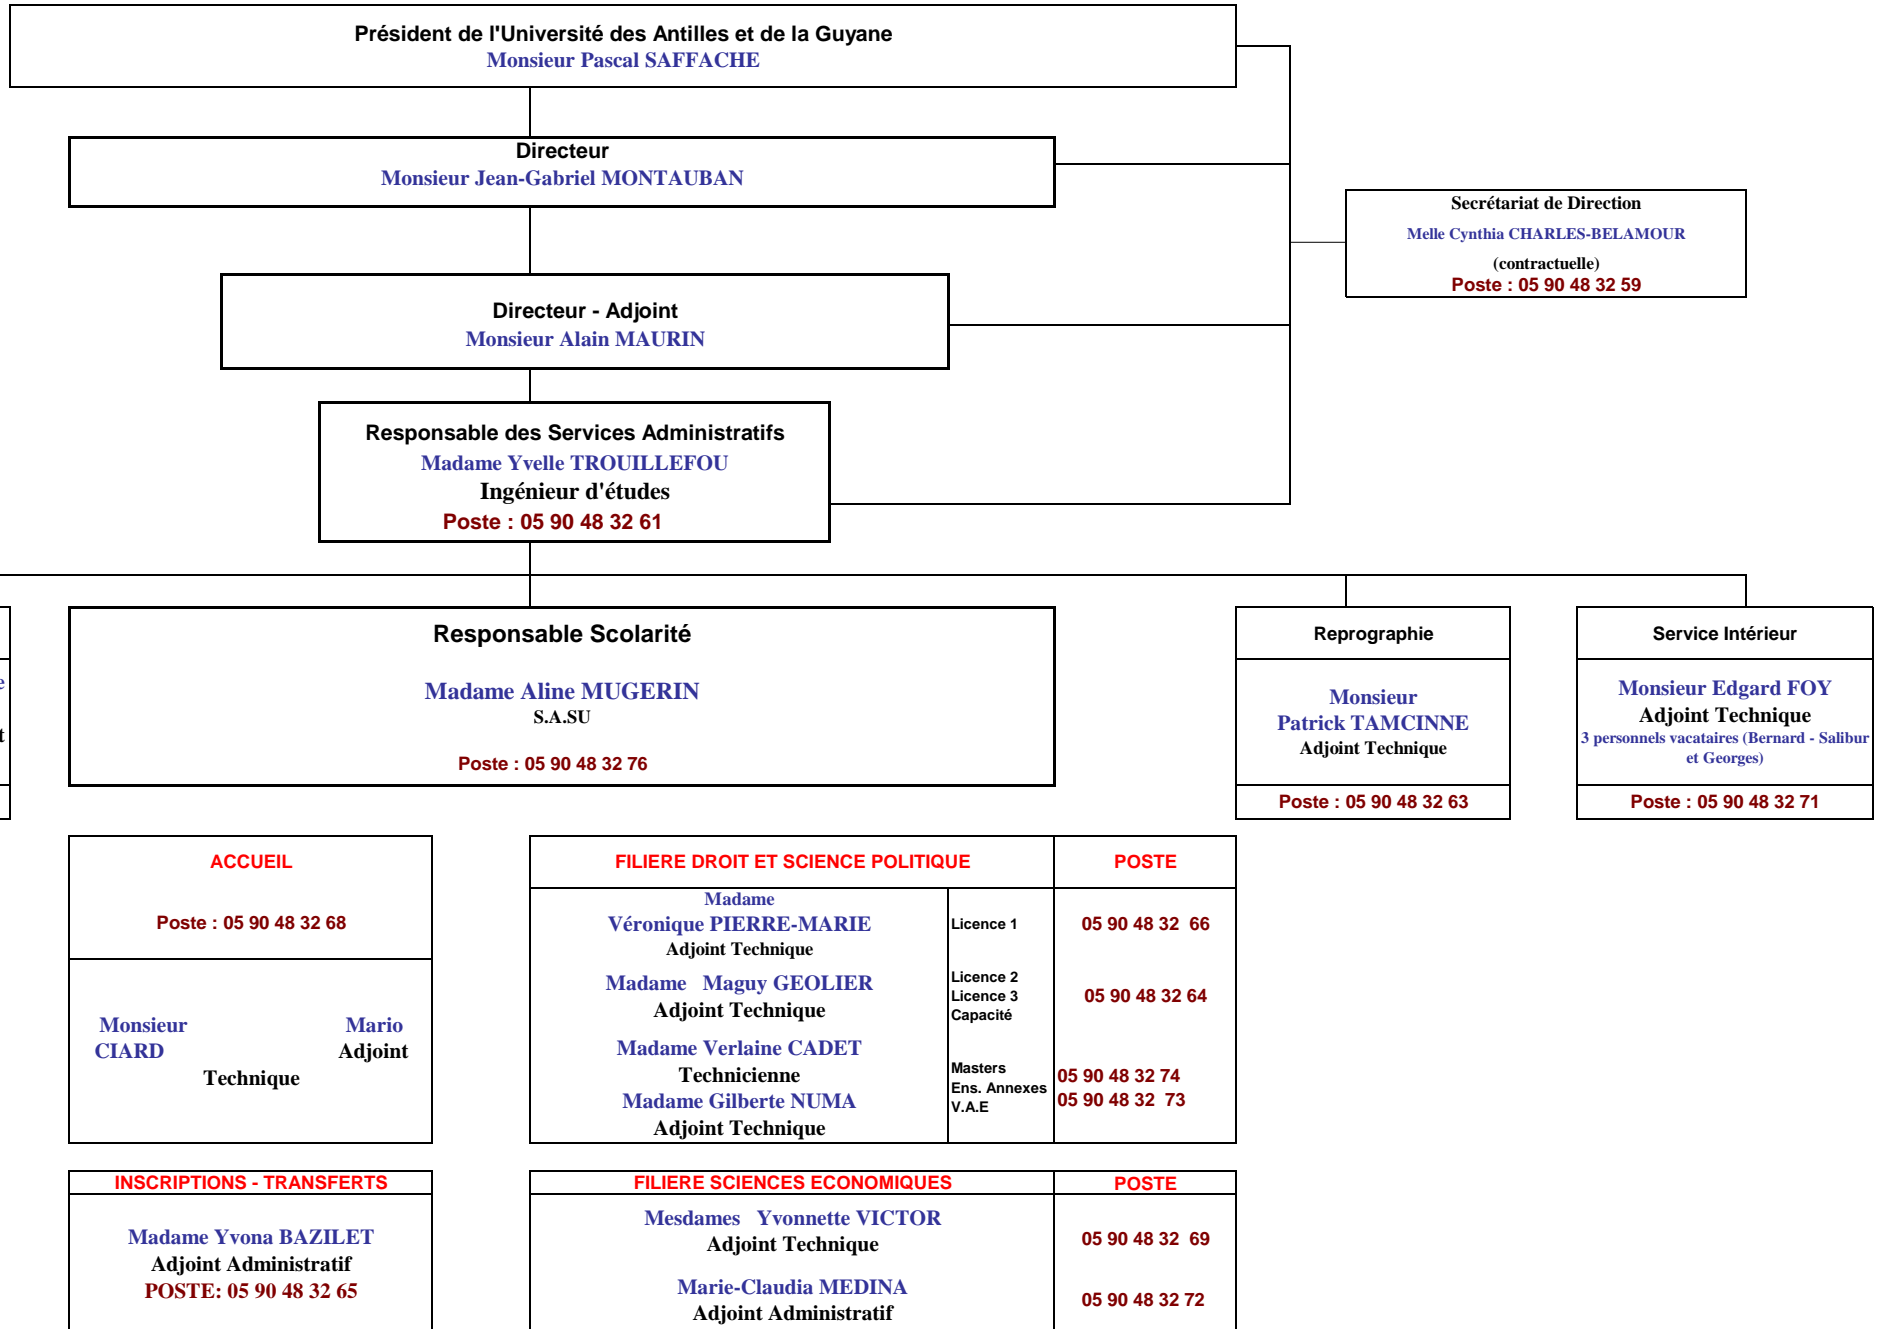 Président de l'Université des Antilles et de la Guyane
Monsieur Pascal SAFFACHE
Directeur
Monsieur Jean-Gabriel MONTAUBAN
Secrétariat de Direction
Melle Cynthia CHARLES-BELAMOUR
(contractuelle)
Poste : 05 90 48 32 59
Directeur - Adjoint
Monsieur Alain MAURIN
Responsable des Services Administratifs
Madame Yvelle TROUILLEFOU
Ingénieur d'études
Poste : 05 90 48 32 61
Responsable Scolarité
Madame Aline MUGERIN
S.A.SU
Poste : 05 90 48 32 76
Reprographie
Monsieur
Patrick TAMCINNE
Adjoint Technique
Poste : 05 90 48 32 63
Service Intérieur
Monsieur Edgard FOY
Adjoint Technique
3 personnels vacataires (Bernard - Salibur
et Georges)
Poste : 05 90 48 32 71
ACCUEIL
Poste : 05 90 48 32 68
Monsieur Mario
CIARD Adjoint
Technique
FILIERE DROIT ET SCIENCE POLITIQUE POSTE
Madame
Véronique PIERRE-MARIE
Adjoint Technique
Licence 1
05 90 48 32 66
Madame Maguy GEOLIER
Adjoint Technique
Licence 2
Licence 3
Capacité
05 90 48 32 64
Madame Verlaine CADET
Technicienne
Madame Gilberte NUMA
Adjoint Technique
Masters
Ens. Annexes
V.A.E
05 90 48 32 74
05 90 48 32 73
INSCRIPTIONS - TRANSFERTS
Madame Yvona BAZILET
Adjoint Administratif
POSTE: 05 90 48 32 65
FILIERE SCIENCES ECONOMIQUES POSTE
Mesdames Yvonnette VICTOR
Adjoint Technique
05 90 48 32 69
Marie-Claudia MEDINA
Adjoint Administratif
05 90 48 32 72